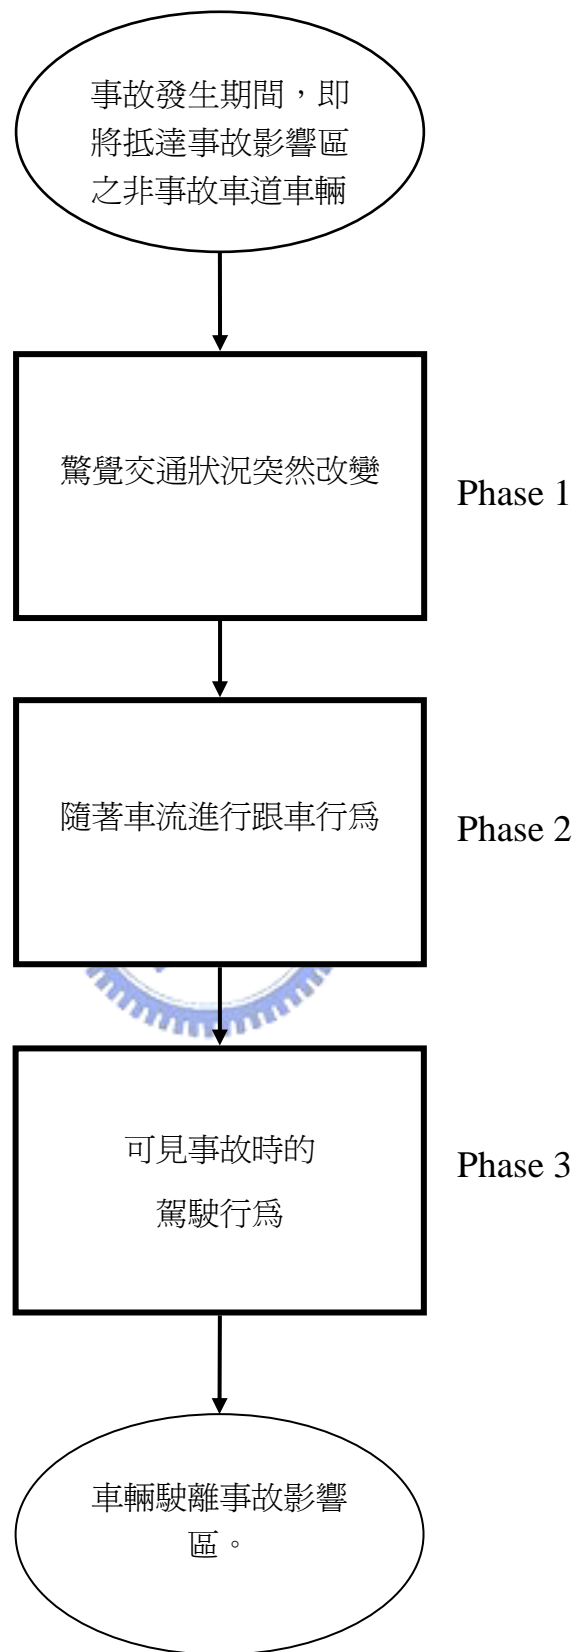 事故發生期間，即
將抵達事故影響區
之非事故車道車輛
驚覺交通狀況突然改變
Phase 1
隨著車流進行跟車行為
Phase 2
可見事故時的
駕駛行為
Phase 3
車輛駛離事故影響
區。